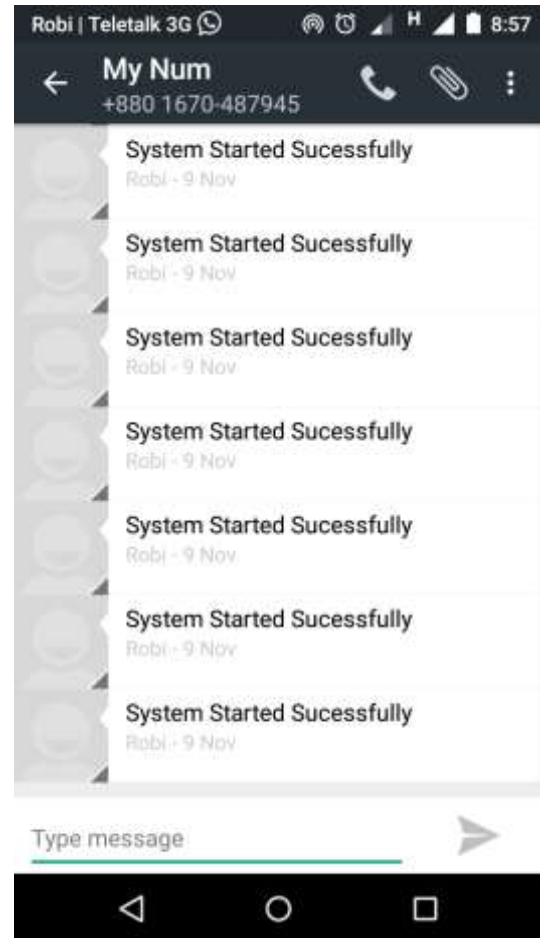 Robi | Teletalk 3G H 8:57
My Num
+880 1670-487945
System Started Sucessfully
Robi - 9 Nov
System Started Sucessfully
Robi - 9 Nov
System Started Sucessfully
Robi - 9 Nov
System Started Sucessfully
Robi - 9 Nov
System Started Sucessfully
Robi - 9 Nov
System Started Sucessfully
Robi - 9 Nov
System Started Sucessfully
Robi - 9 Nov
Type message